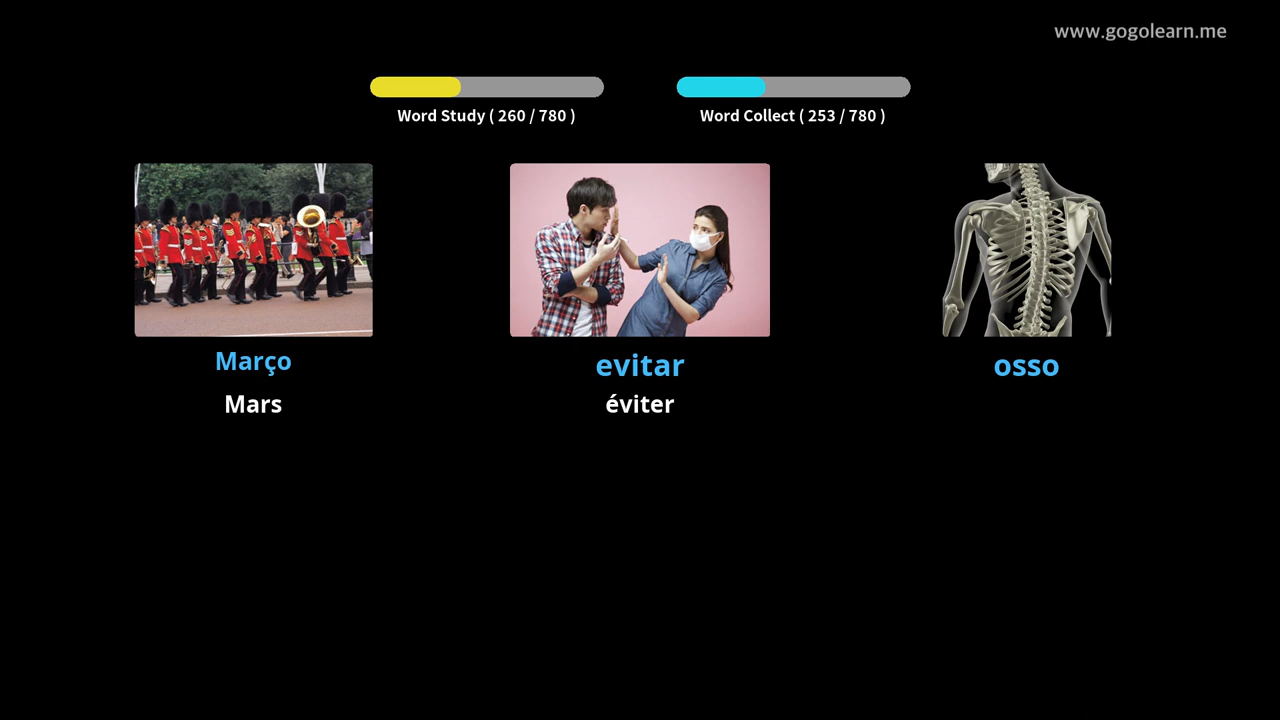 www.gogolearn.me
Word Study ( 260 / 780 )
Word Collect ( 253 / 780 )
Março
evitar
osso
Mars
éviter